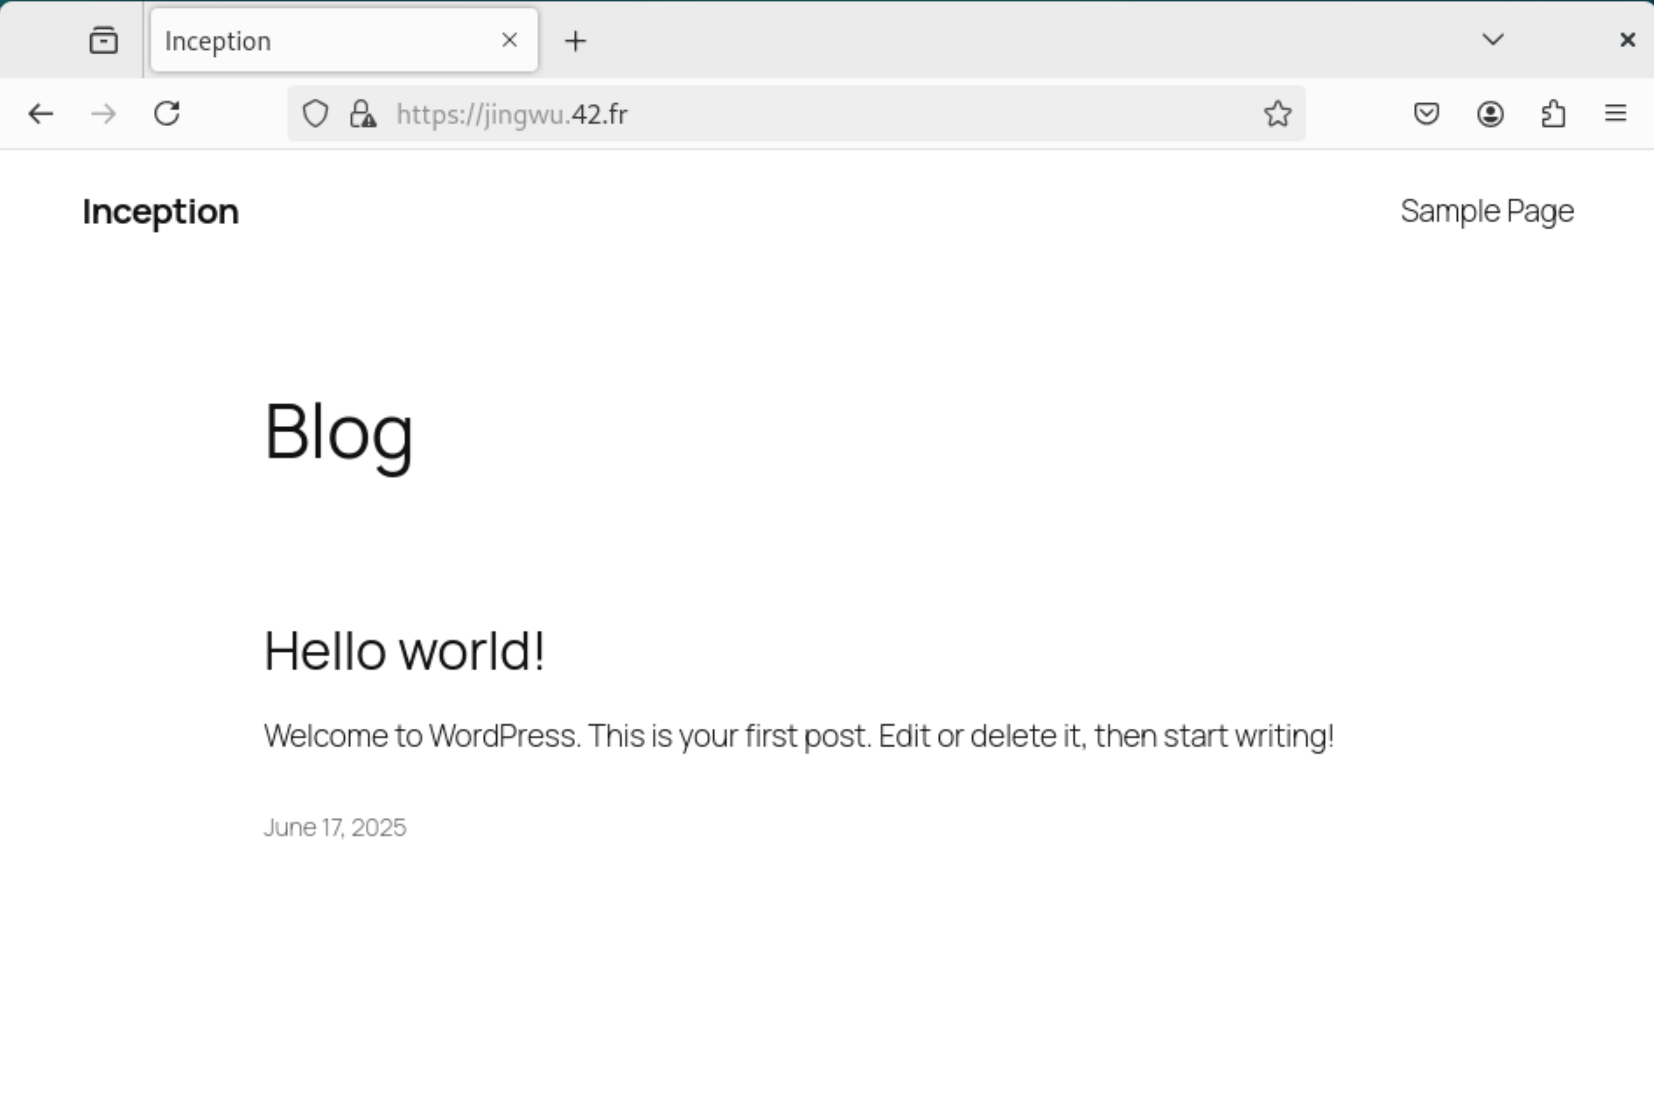 Inception
https://jingwu.42.fr
Inception
Sample Page
Blog
Hello world!
Welcome to WordPress. This is your first post. Edit or delete it, then start writing!
June 17, 2025